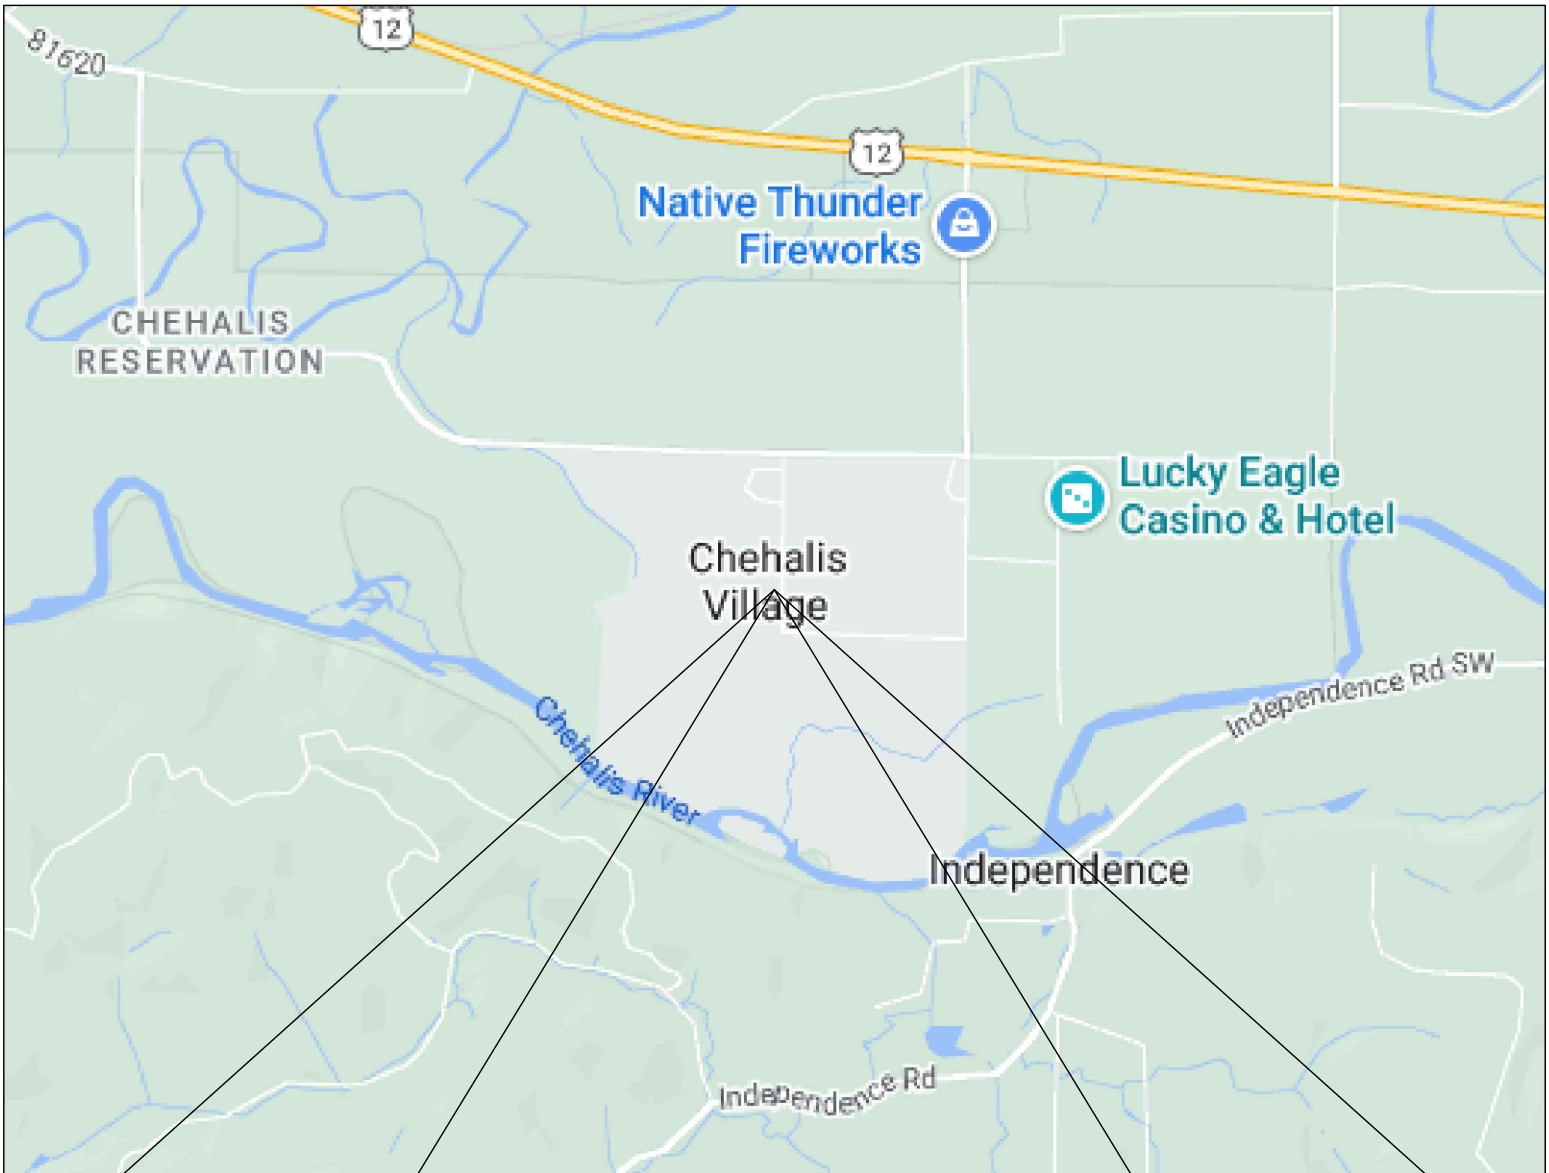 12
81620
12
Native Thunder
Fireworks
CHEHALIS
RESERVATION
Lucky Eagle
Casino & Hotel
Chehalis
Village
Independence Rd SW
Chehalis River
Independence
Independence Rd